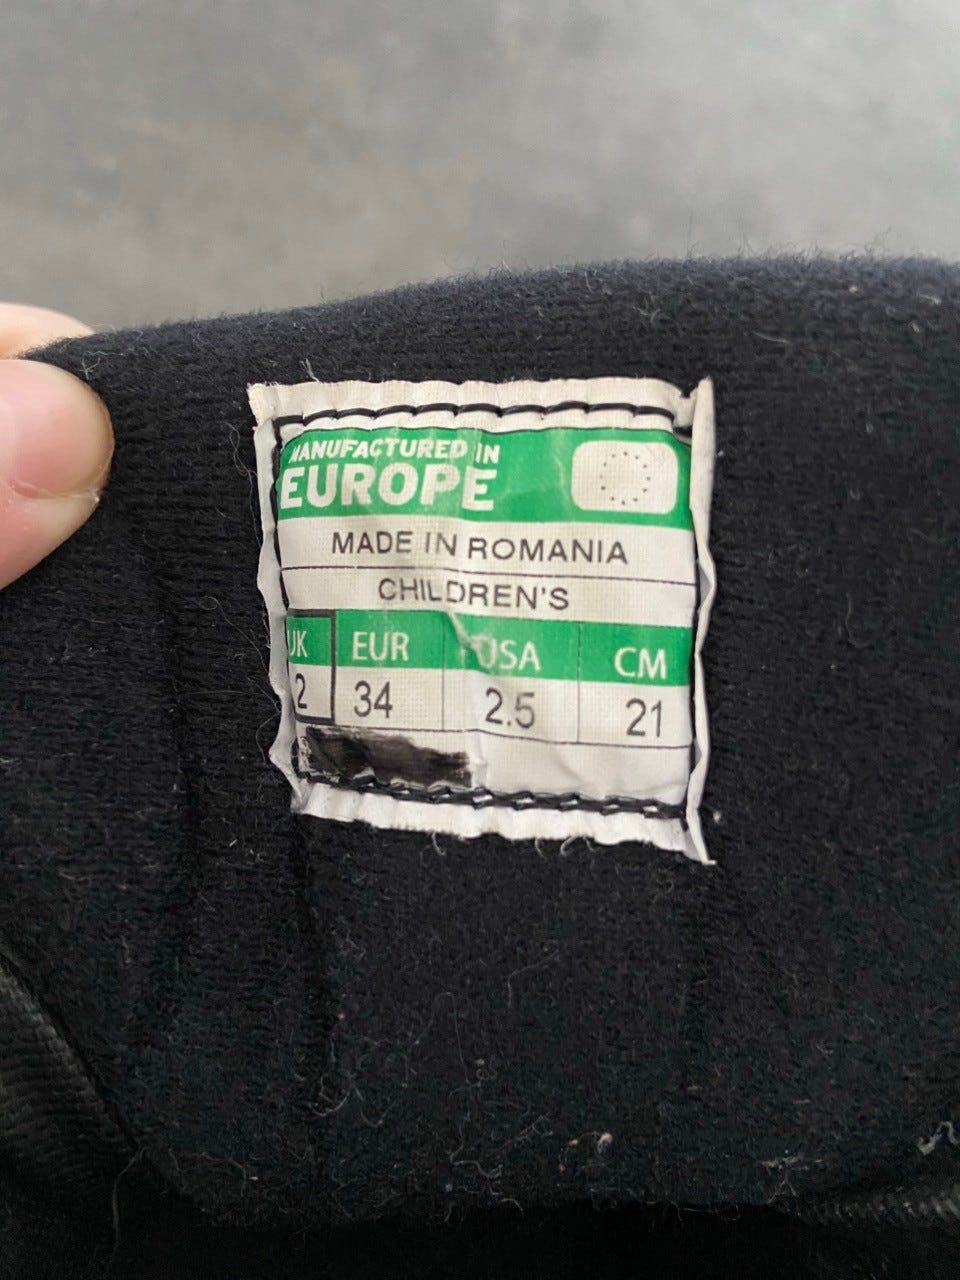 MANUFACTURED IN
EUROPE
MADE IN ROMANIA
CHILDREN'S
UK EUR USA CM
2 34 2.5 21